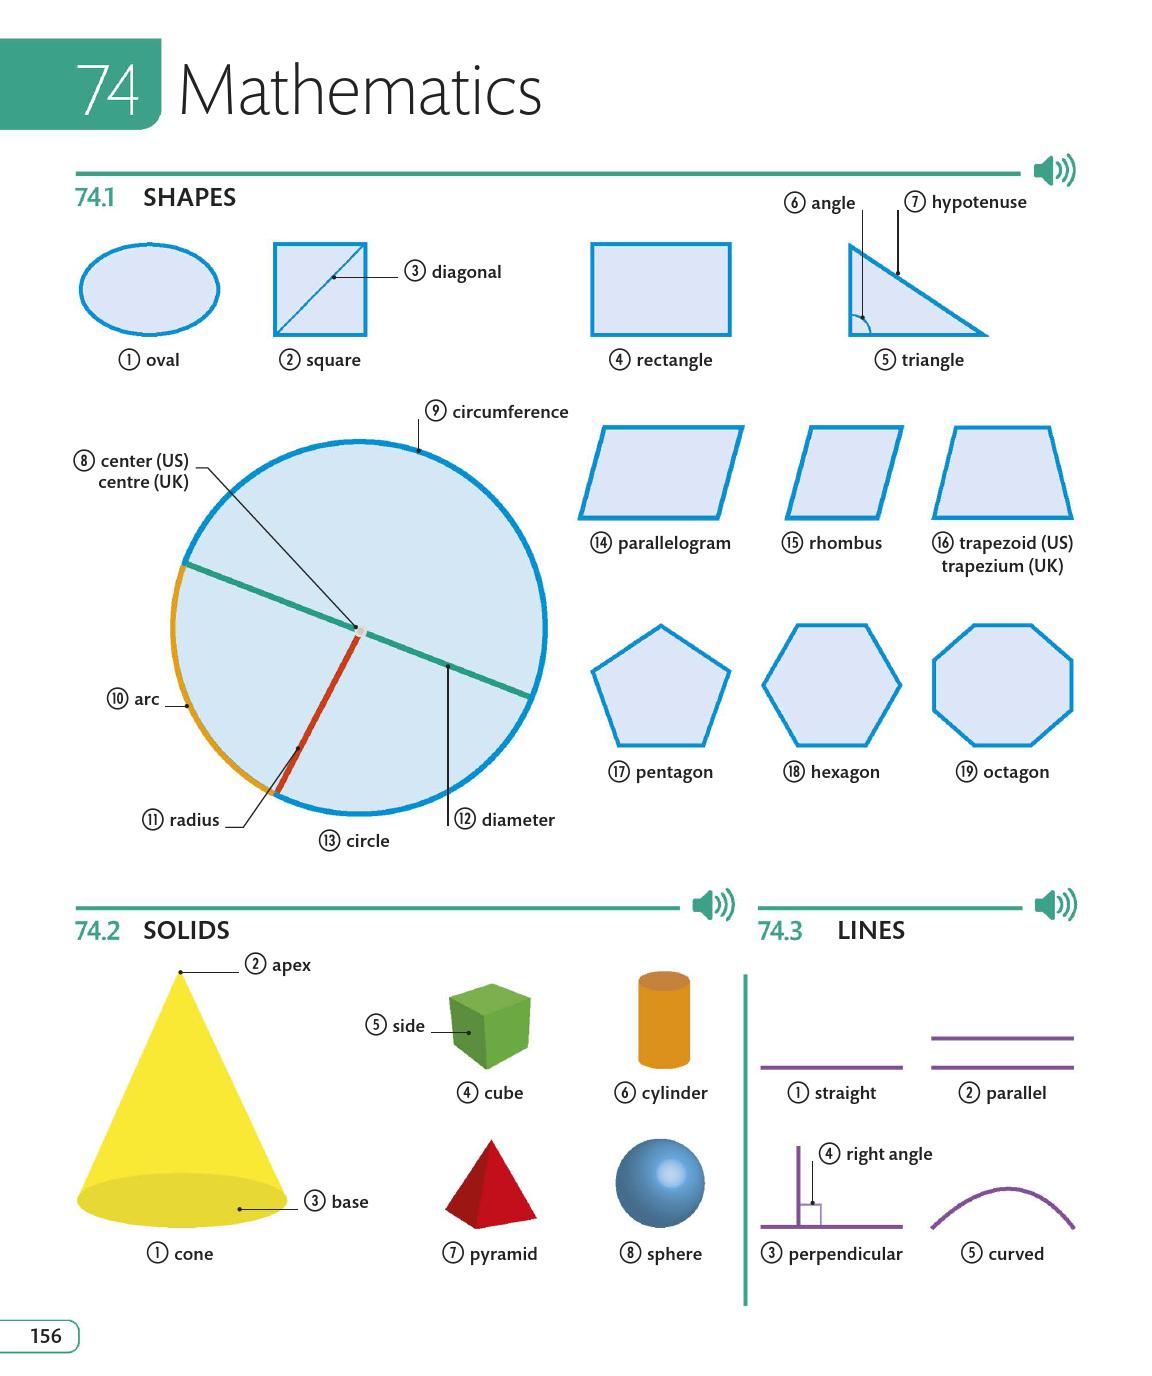 74 Mathematics
74.1 SHAPES
6 angle
7 hypotenuse
3 diagonal
1 oval
2 square
4 rectangle
5 triangle
9 circumference
8 center (US)
centre (UK)
14 parallelogram
15 rhombus
16 trapezoid (US)
trapezium (UK)
10 arc
17 pentagon
18 hexagon
19 octagon
11 radius
12 diameter
13 circle
74.2 SOLIDS
2 apex
5 side
4 cube
6 cylinder
3 base
1 cone
7 pyramid
8 sphere
74.3 LINES
1 straight
2 parallel
4 right angle
3 perpendicular
5 curved
156